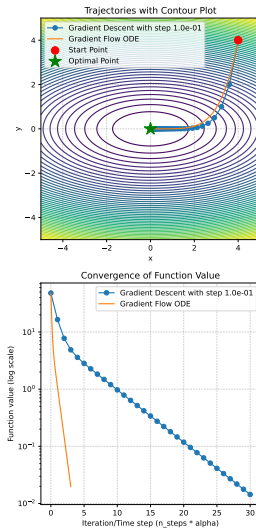 Trajectories with Contour Plot
Gradient Descent with step 1.0e-01
Gradient Flow ODE
Start Point
Optimal Point
4
2
0
−2
−4
y
−4
−2
0
2
4
x
Convergence of Function Value
Gradient Descent with step 1.0e-01
Gradient Flow ODE
10¹
10⁰
10⁻¹
10⁻²
Function value (log scale)
0
5
10
15
20
25
30
Iteration/Time step (n_steps * alpha)